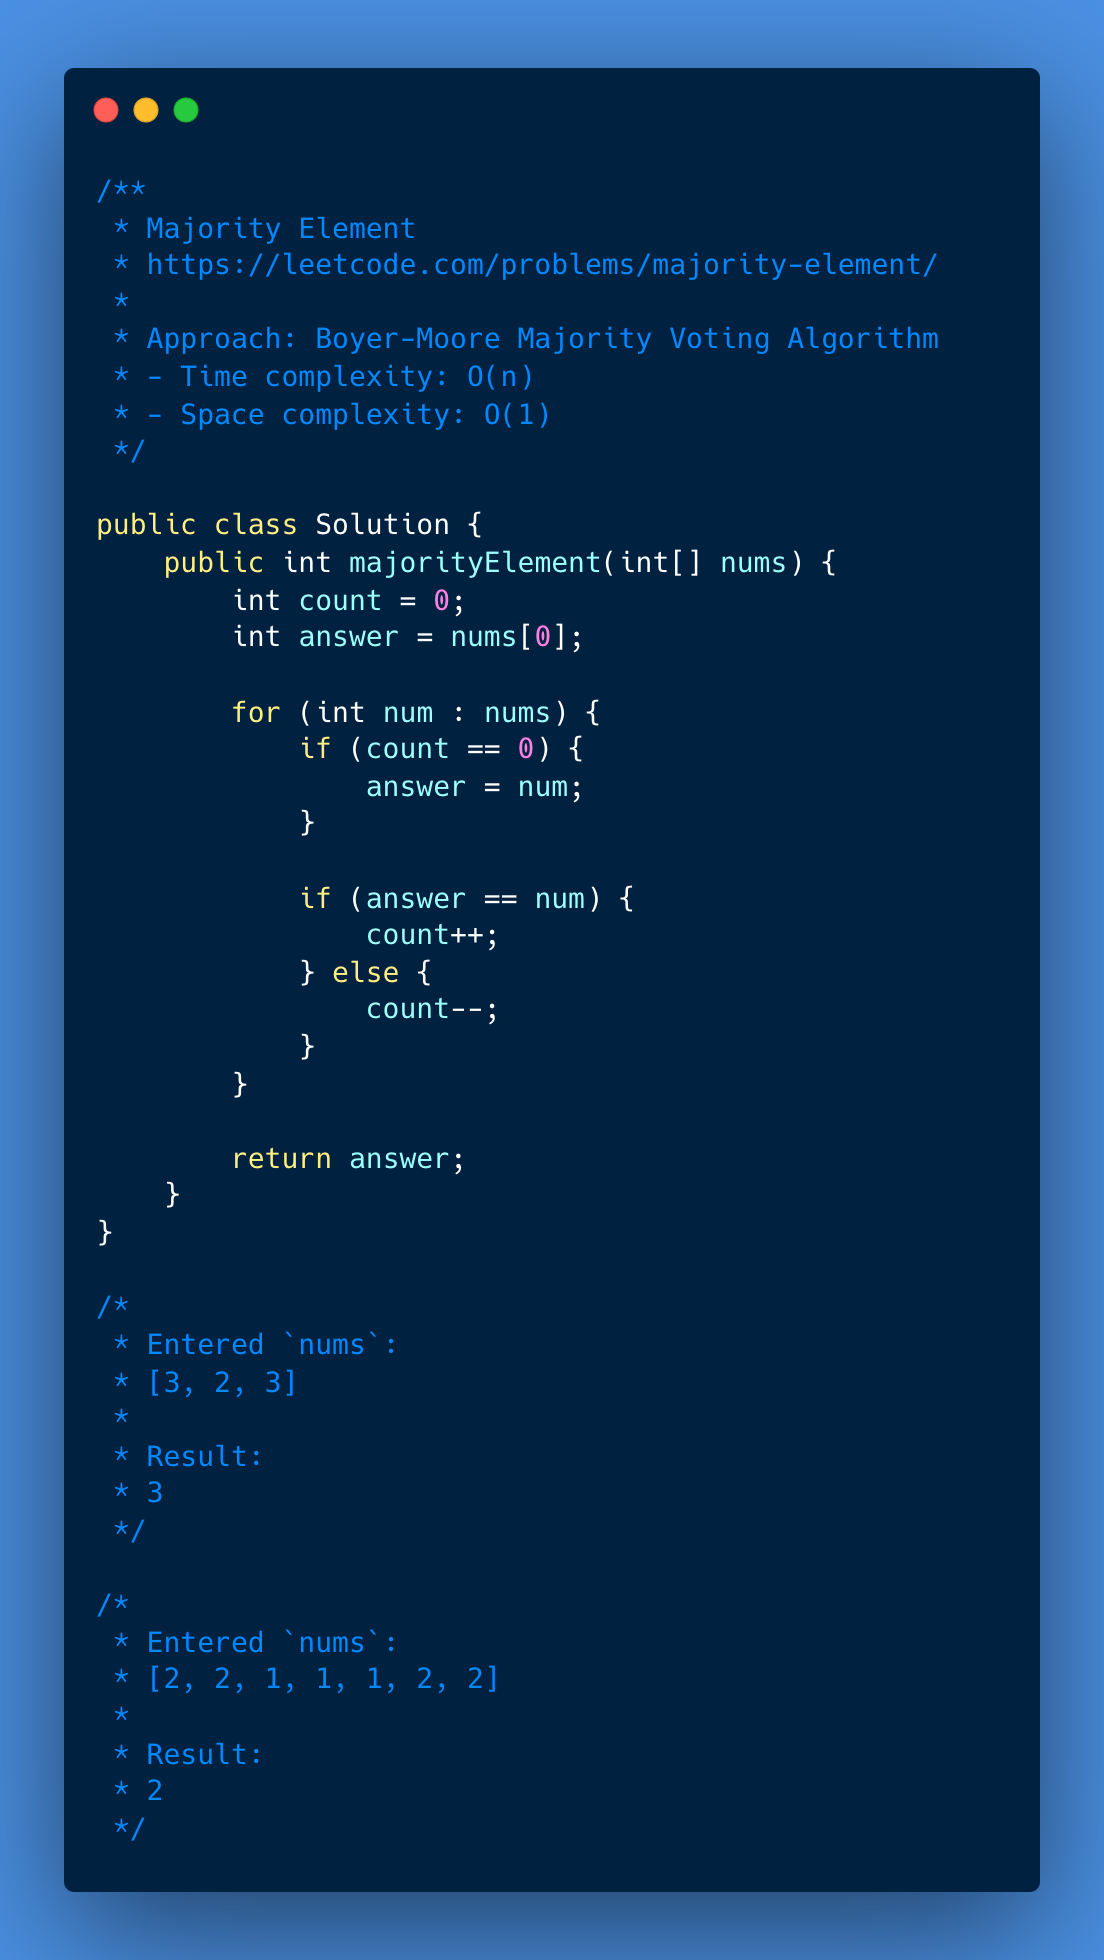 /**
 * Majority Element
 * https://leetcode.com/problems/majority-element/
 *
 * Approach: Boyer-Moore Majority Voting Algorithm
 * - Time complexity: O(n)
 * - Space complexity: O(1)
 */

public class Solution {
    public int majorityElement(int[] nums) {
        int count = 0;
        int answer = nums[0];

        for (int num : nums) {
            if (count == 0) {
                answer = num;
            }

            if (answer == num) {
                count++;
            } else {
                count--;
            }
        }

        return answer;
    }
}

/*
 * Entered `nums`:
 * [3, 2, 3]
 *
 * Result:
 * 3
 */

/*
 * Entered `nums`:
 * [2, 2, 1, 1, 1, 2, 2]
 *
 * Result:
 * 2
 */